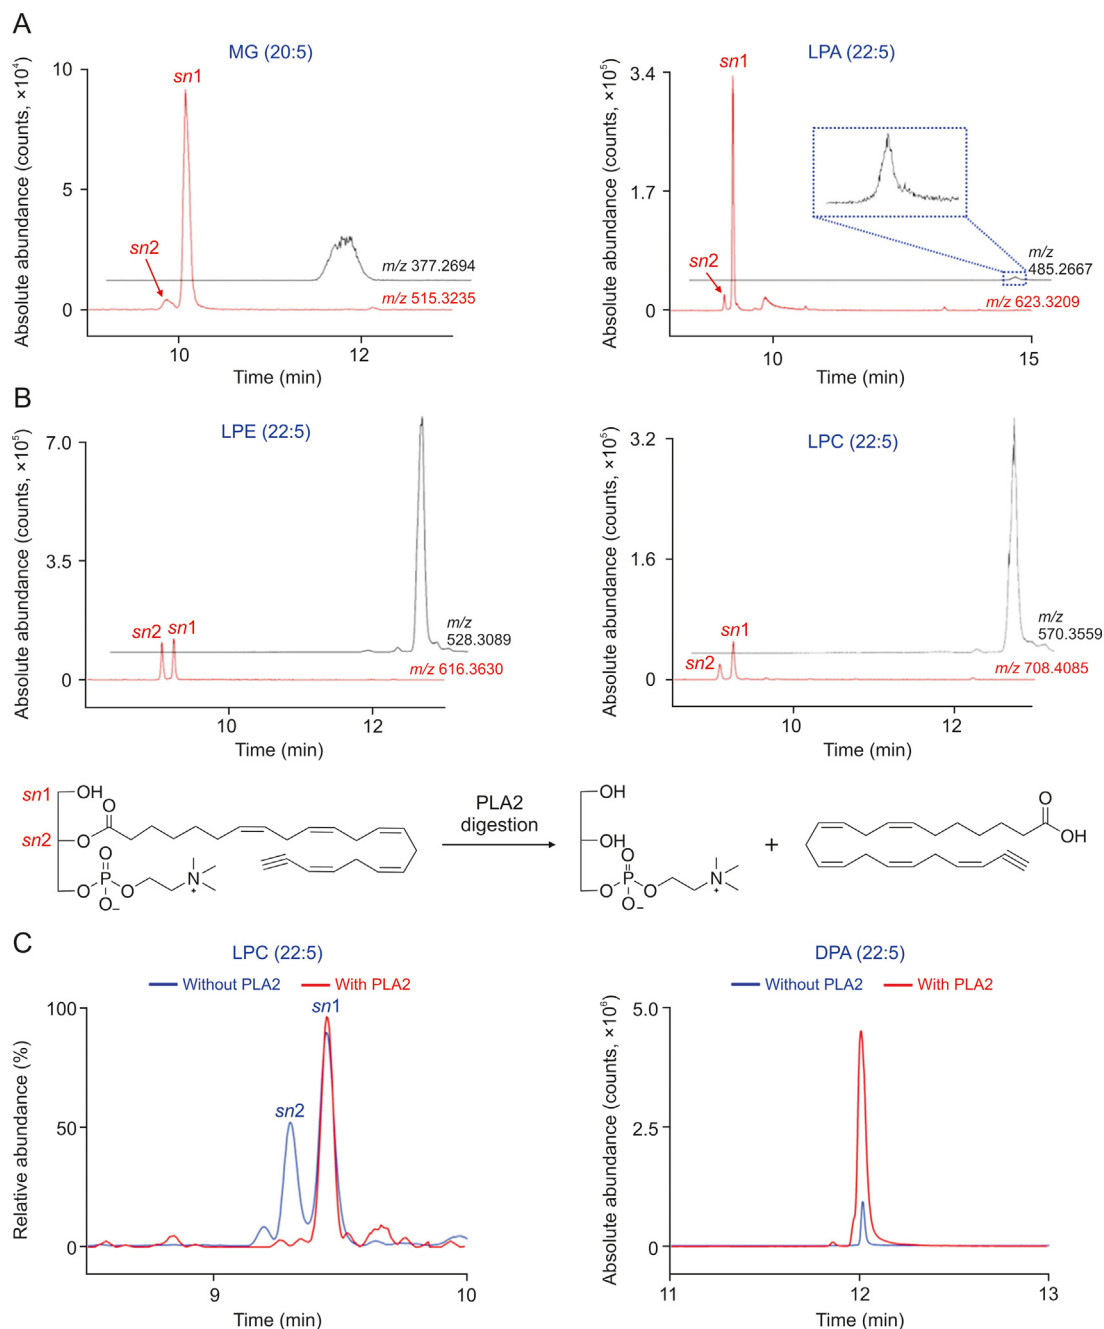 A
MG (20:5)
Absolute abundance (counts, ×10⁴)
10
5
0
sn1
sn2
m/z 377.2694
m/z 515.3235
10
12
Time (min)
LPA (22:5)
Absolute abundance (counts, ×10⁵)
3.4
1.7
0
sn1
sn2
m/z
485.2667
m/z 623.3209
10
15
Time (min)
B
LPE (22:5)
Absolute abundance (counts, ×10⁵)
7.0
3.5
0
sn2
sn1
m/z
528.3089
m/z 616.3630
10
12
Time (min)
LPC (22:5)
Absolute abundance (counts, ×10⁵)
3.2
1.6
0
sn1
sn2
m/z
570.3559
m/z 708.4085
10
12
Time (min)
sn1
OH
O
sn2
O
O
O
P
O
N
+
O−
PLA2
digestion
OH
OH
O
O
P
O
N
+
O−
+
O
OH
C
LPC (22:5)
Without PLA2
With PLA2
Relative abundance (%)
100
50
0
sn1
sn2
9
10
Time (min)
DPA (22:5)
Without PLA2
With PLA2
Absolute abundance (counts, ×10⁶)
5.0
2.5
0
11
12
13
Time (min)